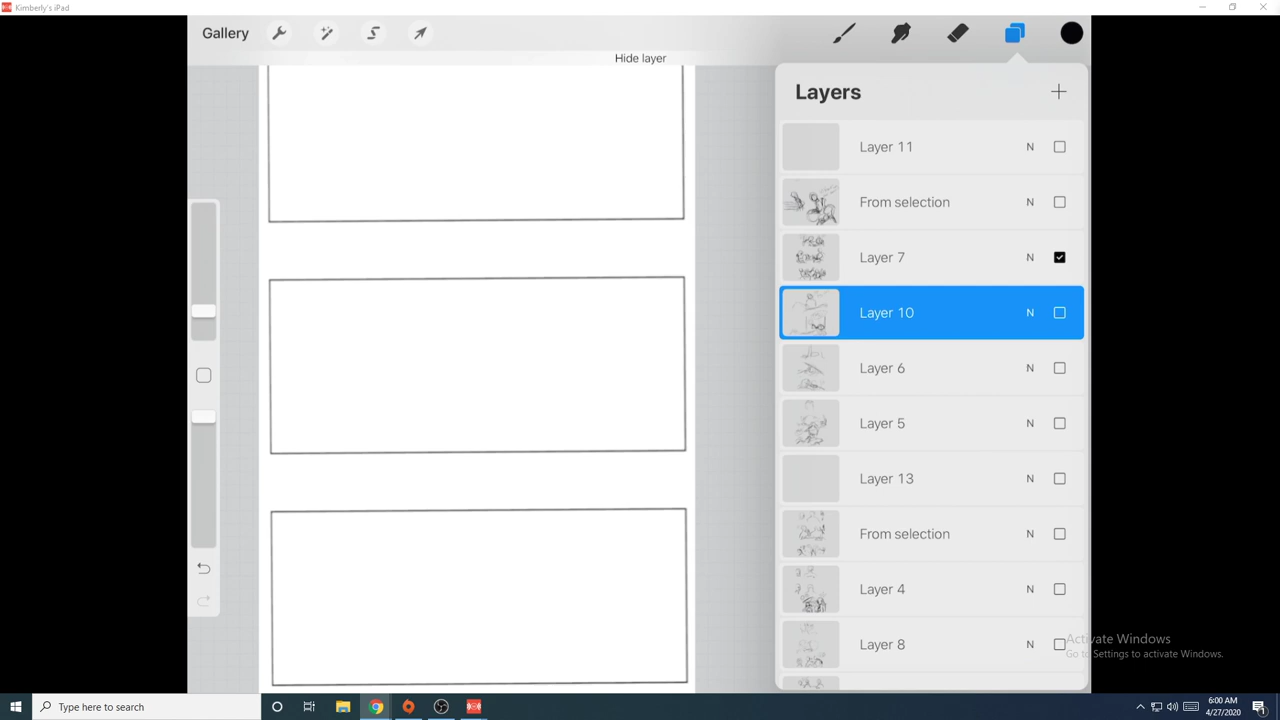 Kimberly's iPad
Gallery
Hide layer
Layers
Layer 11 N
From selection N
Layer 7 N
Layer 10 N
Layer 6 N
Layer 5 N
Layer 13 N
From selection N
Layer 4 N
Layer 8 N
Activate Windows
Go to Settings to activate Windows.
Type here to search
6:00 AM
4/27/2020
1